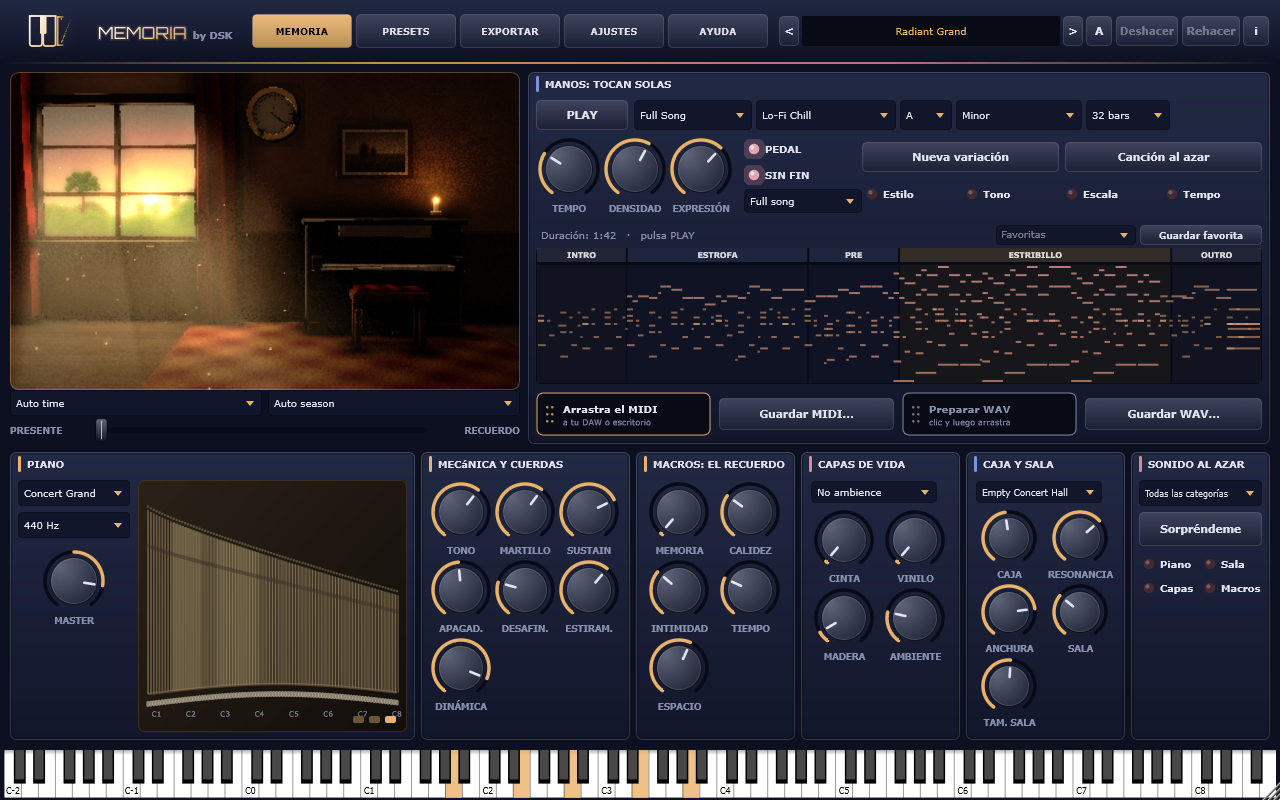 MEMORIA by DSK
MEMORIA
PRESETS
EXPORTAR
AJUSTES
AYUDA
<
Radiant Grand
>
A
Deshacer
Rehacer
i
MANOS: TOCAN SOLAS
PLAY
Full Song
Lo-Fi Chill
A
Minor
32 bars
TEMPO
DENSIDAD
EXPRESIÓN
PEDAL
SIN FIN
Full song
Nueva variación
Canción al azar
Estilo
Tono
Escala
Tempo
Duración: 1:42 · pulsa PLAY
Favoritas
Guardar favorita
INTRO
ESTROFA
PRE
ESTRIBILLO
OUTRO
Arrastra el MIDI
a tu DAW o escritorio
Guardar MIDI...
Preparar WAV
clic y luego arrastra
Guardar WAV...
Auto time
Auto season
PRESENTE
RECUERDO
PIANO
Concert Grand
440 Hz
MASTER
C1 C2 C3 C4 C5 C6 C7 C8
MECáNICA Y CUERDAS
TONO
MARTILLO
SUSTAIN
APAGAD.
DESAFIN.
ESTIRAM.
DINÁMICA
MACROS: EL RECUERDO
MEMORIA
CALIDEZ
INTIMIDAD
TIEMPO
ESPACIO
CAPAS DE VIDA
No ambience
CINTA
VINILO
MADERA
AMBIENTE
CAJA Y SALA
Empty Concert Hall
CAJA
RESONANCIA
ANCHURA
SALA
TAM. SALA
SONIDO AL AZAR
Todas las categorías
Sorpréndeme
Piano
Sala
Capas
Macros
C-2 C-1 C0 C1 C2 C3 C4 C5 C6 C7 C8